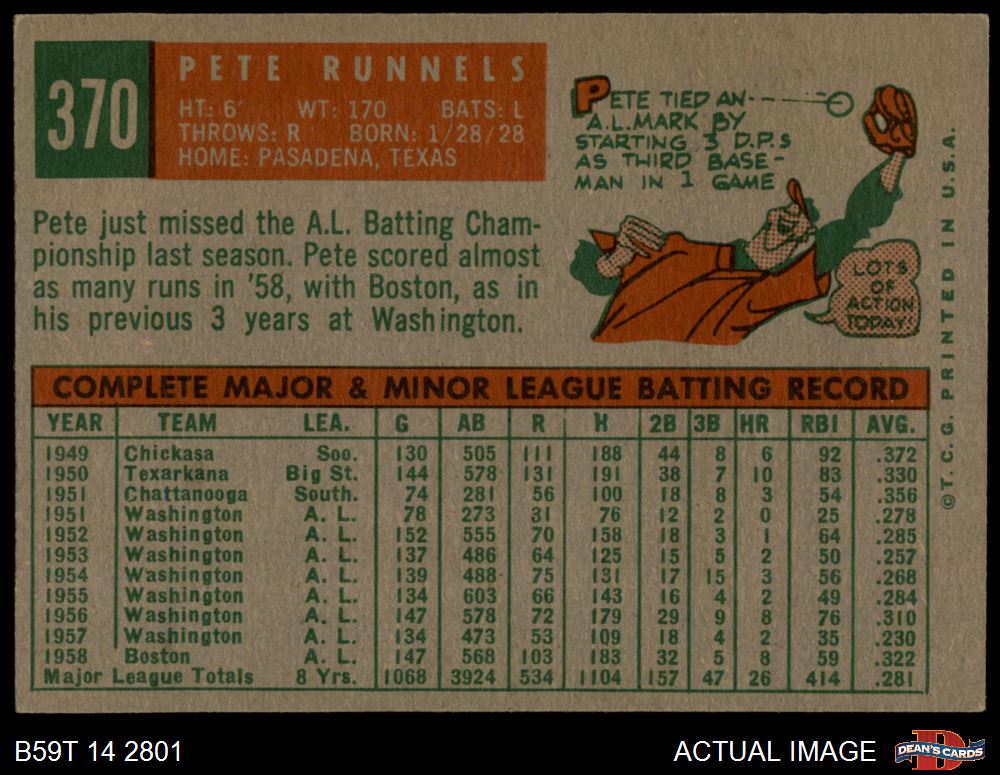 370
PETE RUNNELS
HT: 6' WT: 170 BATS: L
THROWS: R BORN: 1/28/28
HOME: PASADENA, TEXAS
PETE TIED AN
A.L. MARK BY
STARTING 3 D.P.S
AS THIRD BASE-
MAN IN 1 GAME
LOTS
OF
ACTION
TODAY!
Pete just missed the A.L. Batting Cham-
pionship last season. Pete scored almost
as many runs in '58, with Boston, as in
his previous 3 years at Washington.
COMPLETE MAJOR & MINOR LEAGUE BATTING RECORD
YEAR TEAM LEA. G AB R H 2B 3B HR RBI AVG.
1949 Chickasa Soo. 130 505 111 188 44 8 6 92 .372
1950 Texarkana Big St. 144 578 131 191 38 7 10 83 .330
1951 Chattanooga South. 74 281 56 100 18 8 3 54 .356
1951 Washington A. L. 78 273 31 76 12 2 0 25 .278
1952 Washington A. L. 152 555 70 158 18 3 1 64 .285
1953 Washington A. L. 137 486 64 125 15 5 2 50 .257
1954 Washington A. L. 139 488 75 131 17 15 3 56 .268
1955 Washington A. L. 134 603 66 143 16 4 2 49 .284
1956 Washington A. L. 147 578 72 179 29 9 8 76 .310
1957 Washington A. L. 134 473 53 109 18 4 2 35 .230
1958 Boston A. L. 147 568 103 183 32 5 8 59 .322
Major League Totals 8 Yrs. 1068 3924 534 1104 157 47 26 414 .281
©T. C. G. PRINTED IN U.S.A.
B59T 14 2801
ACTUAL IMAGE
D
DEAN'S CARDS